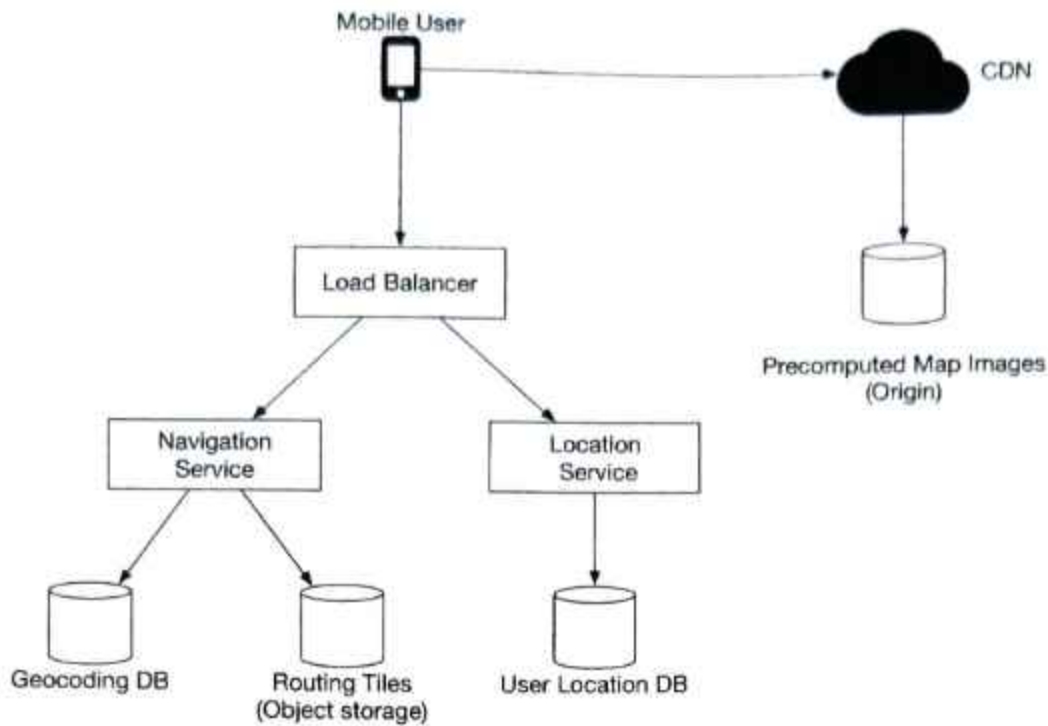 Mobile User
CDN
Load Balancer
Precomputed Map Images
(Origin)
Navigation
Service
Location
Service
Geocoding DB
Routing Tiles
(Object storage)
User Location DB